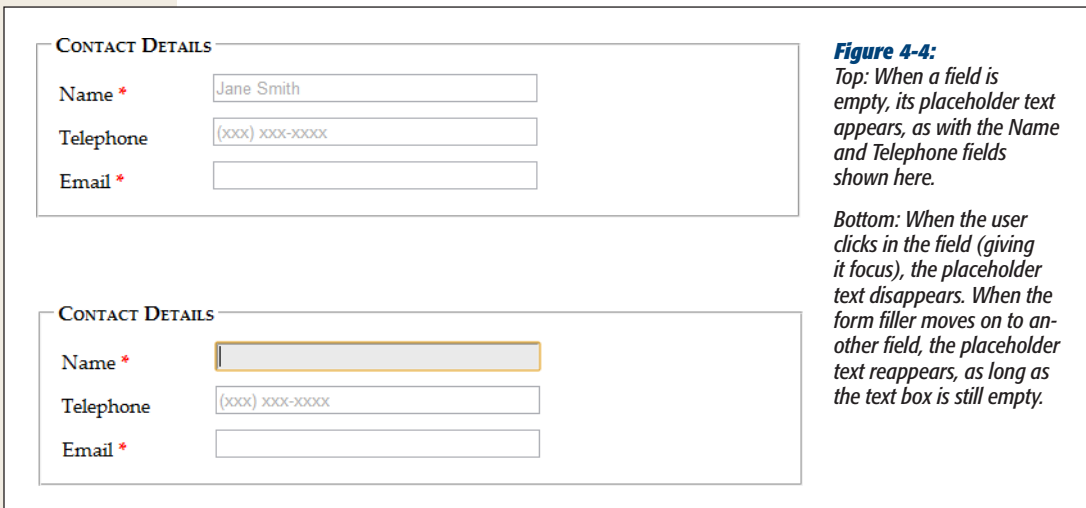 CONTACT DETAILS
Name *
Jane Smith
Telephone
(xxx) xxx-xxxx
Email *
CONTACT DETAILS
Name *
Telephone
(xxx) xxx-xxxx
Email *
Figure 4-4:
Top: When a field is
empty, its placeholder text
appears, as with the Name
and Telephone fields
shown here.
Bottom: When the user
clicks in the field (giving
it focus), the placeholder
text disappears. When the
form filler moves on to an-
other field, the placeholder
text reappears, as long as
the text box is still empty.